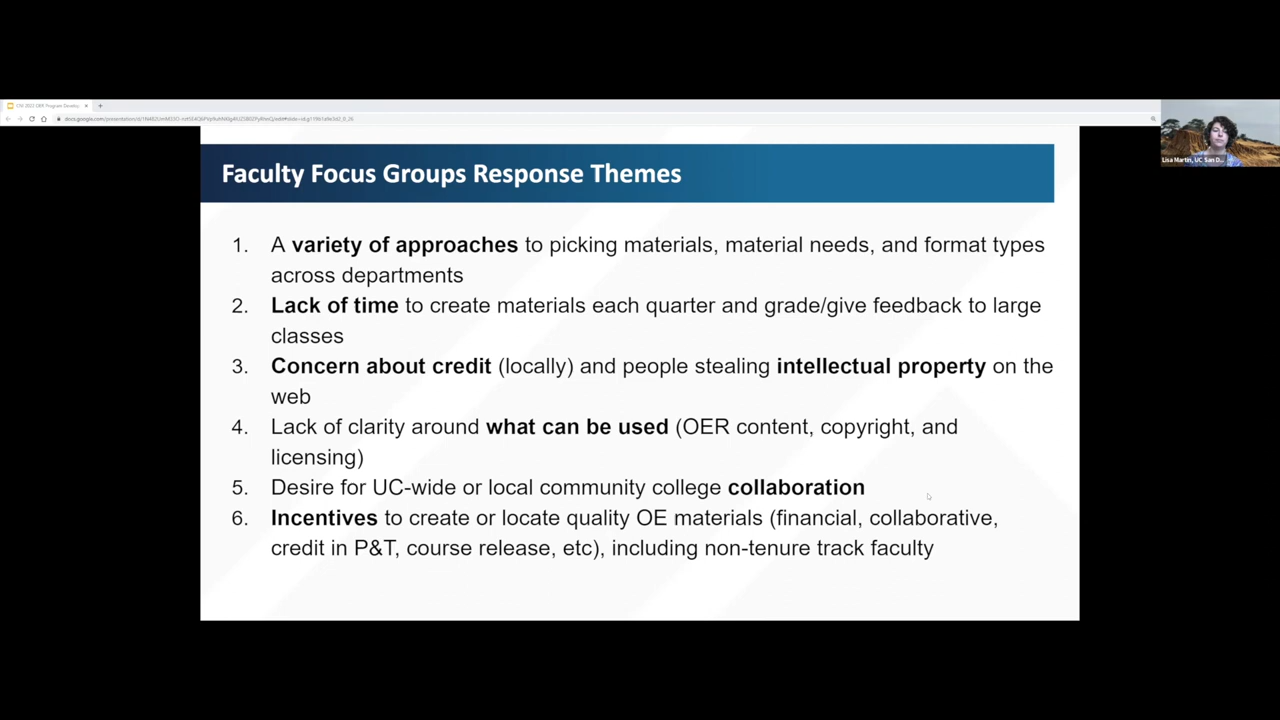 CNI 2023 OER Program Develop
Faculty Focus Groups Response Themes
Lisa Martin, UC San D...
1. A variety of approaches to picking materials, material needs, and format types
across departments
2. Lack of time to create materials each quarter and grade/give feedback to large
classes
3. Concern about credit (locally) and people stealing intellectual property on the
web
4. Lack of clarity around what can be used (OER content, copyright, and
licensing)
5. Desire for UC-wide or local community college collaboration
6. Incentives to create or locate quality OE materials (financial, collaborative,
credit in P&T, course release, etc), including non-tenure track faculty